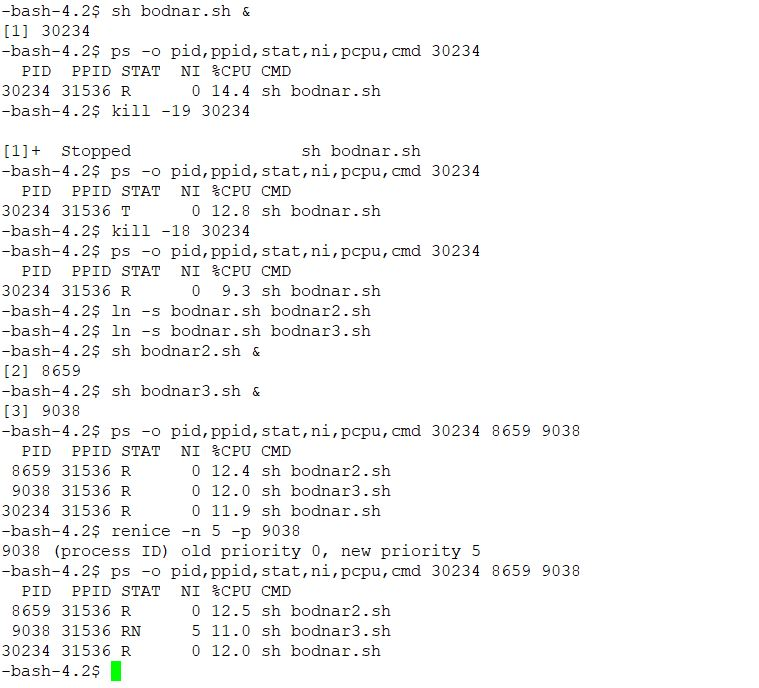 -bash-4.2$ sh bodnar.sh &
[1] 30234
-bash-4.2$ ps -o pid,ppid,stat,ni,pcpu,cmd 30234
  PID  PPID STAT  NI %CPU CMD
30234 31536 R      0 14.4 sh bodnar.sh
-bash-4.2$ kill -19 30234

[1]+  Stopped                 sh bodnar.sh
-bash-4.2$ ps -o pid,ppid,stat,ni,pcpu,cmd 30234
  PID  PPID STAT  NI %CPU CMD
30234 31536 T      0 12.8 sh bodnar.sh
-bash-4.2$ kill -18 30234
-bash-4.2$ ps -o pid,ppid,stat,ni,pcpu,cmd 30234
  PID  PPID STAT  NI %CPU CMD
30234 31536 R      0  9.3 sh bodnar.sh
-bash-4.2$ ln -s bodnar.sh bodnar2.sh
-bash-4.2$ ln -s bodnar.sh bodnar3.sh
-bash-4.2$ sh bodnar2.sh &
[2] 8659
-bash-4.2$ sh bodnar3.sh &
[3] 9038
-bash-4.2$ ps -o pid,ppid,stat,ni,pcpu,cmd 30234 8659 9038
  PID  PPID STAT  NI %CPU CMD
 8659 31536 R      0 12.4 sh bodnar2.sh
 9038 31536 R      0 12.0 sh bodnar3.sh
30234 31536 R      0 11.9 sh bodnar.sh
-bash-4.2$ renice -n 5 -p 9038
9038 (process ID) old priority 0, new priority 5
-bash-4.2$ ps -o pid,ppid,stat,ni,pcpu,cmd 30234 8659 9038
  PID  PPID STAT  NI %CPU CMD
 8659 31536 R      0 12.5 sh bodnar2.sh
 9038 31536 RN     5 11.0 sh bodnar3.sh
30234 31536 R      0 12.0 sh bodnar.sh
-bash-4.2$